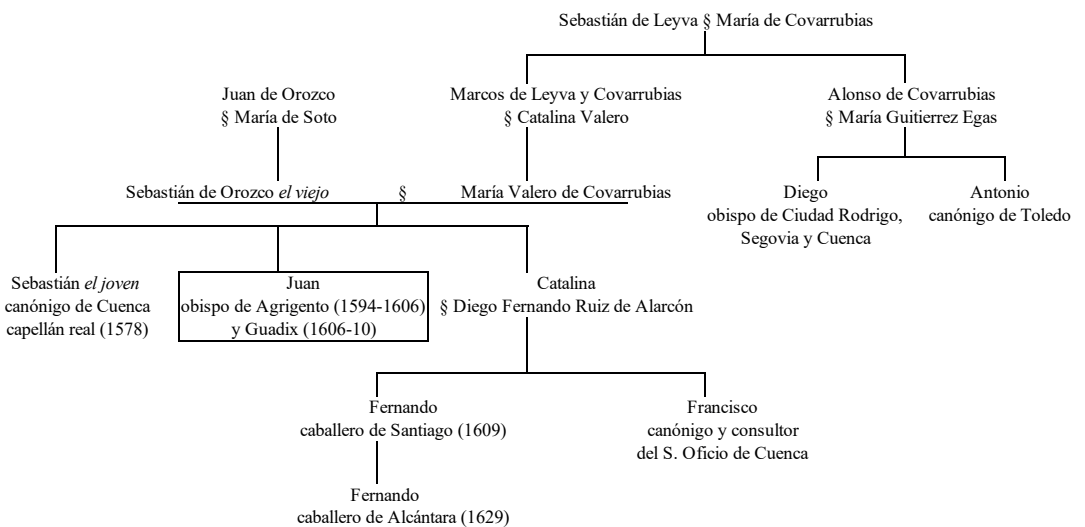 Sebastián de Leyva § María de Covarrubias
Juan de Orozco
§ María de Soto
Marcos de Leyva y Covarrubias
§ Catalina Valero
Alonso de Covarrubias
§ María Guitierrez Egas
Sebastián de Orozco el viejo § María Valero de Covarrubias
Diego
obispo de Ciudad Rodrigo,
Segovia y Cuenca
Antonio
canónigo de Toledo
Sebastián el joven
canónigo de Cuenca
capellán real (1578)
Juan
obispo de Agrigento (1594-1606)
y Guadix (1606-10)
Catalina
§ Diego Fernando Ruiz de Alarcón
Fernando
caballero de Santiago (1609)
Francisco
canónigo y consultor
del S. Oficio de Cuenca
Fernando
caballero de Alcántara (1629)